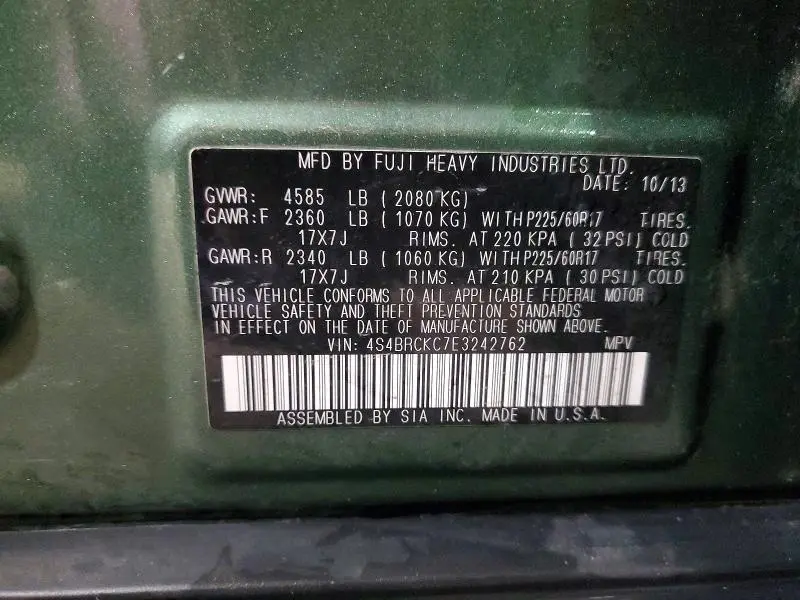 MFD BY FUJI HEAVY INDUSTRIES LTD.
DATE: 10/13
GVWR: 4585 LB ( 2080 KG)
GAWR:F 2360 LB ( 1070 KG) WITH P225/60R17 TIRES.
17X7J RIMS. AT 220 KPA ( 32 PSI) COLD
GAWR:R 2340 LB ( 1060 KG) WITH P225/60R17 TIRES.
17X7J RIMS. AT 210 KPA ( 30 PSI) COLD
THIS VEHICLE CONFORMS TO ALL APPLICABLE FEDERAL MOTOR
VEHICLE SAFETY AND THEFT PREVENTION STANDARDS
IN EFFECT ON THE DATE OF MANUFACTURE SHOWN ABOVE.
VIN: 4S4BRCKC7E3242762 MPV
ASSEMBLED BY SIA INC. MADE IN U.S.A.